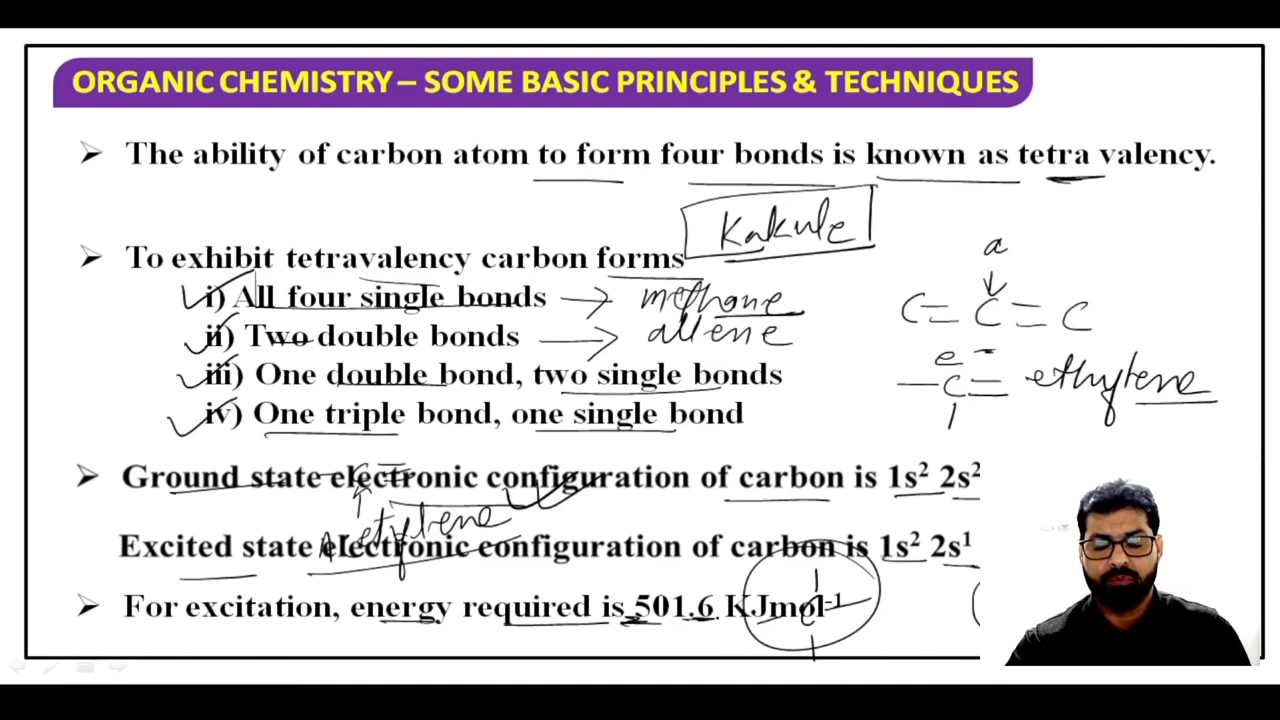 ORGANIC CHEMISTRY – SOME BASIC PRINCIPLES & TECHNIQUES
➢ The ability of carbon atom to form four bonds is known as tetra valency.
Kakule
➢ To exhibit tetravalency carbon forms
i) All four single bonds → methane
ii) Two double bonds → allene
iii) One double bond, two single bonds
iv) One triple bond, one single bond
a
C = C = C
e
– C = ethylene
➢ Ground state electronic configuration of carbon is 1s² 2s²
Acetylene
Excited state electronic configuration of carbon is 1s² 2s¹
➢ For excitation, energy required is 501.6 KJmol⁻¹
C